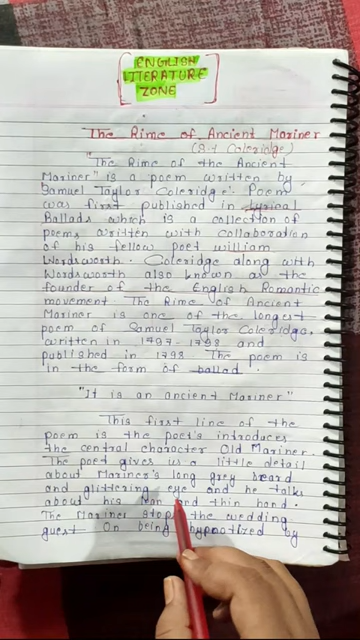 ENGLISH
LITERATURE
ZONE
The Rime of Ancient Mariner
(S.T Coleridge)
"The Rime of the Ancient
Mariner" is a poem written by
Samuel Taylor Coleridge. Poem
was first published in Lyrical
Ballads which is a collection of
poems written with collaboration
of his fellow poet william
Wordsworth. Coleridge along with
Wordsworth also known as the
founder of the English Romantic
movement. The Rime of Ancient
Mariner is one of the longest
poem of Samuel Taylor Coleridge.
written in 1797-1798 and
published in 1798. The poem is
in the form of ballad.
"It is an ancient Mariner"
This first line of the
poem is the poet's introduces
the central character Old Mariner.
The poet gives us a little detail
about Mariner's long grey beard
and glittering eye and he talks
about his lean and thin hand.
The Mariner stops the wedding
guest On being hypnotized by